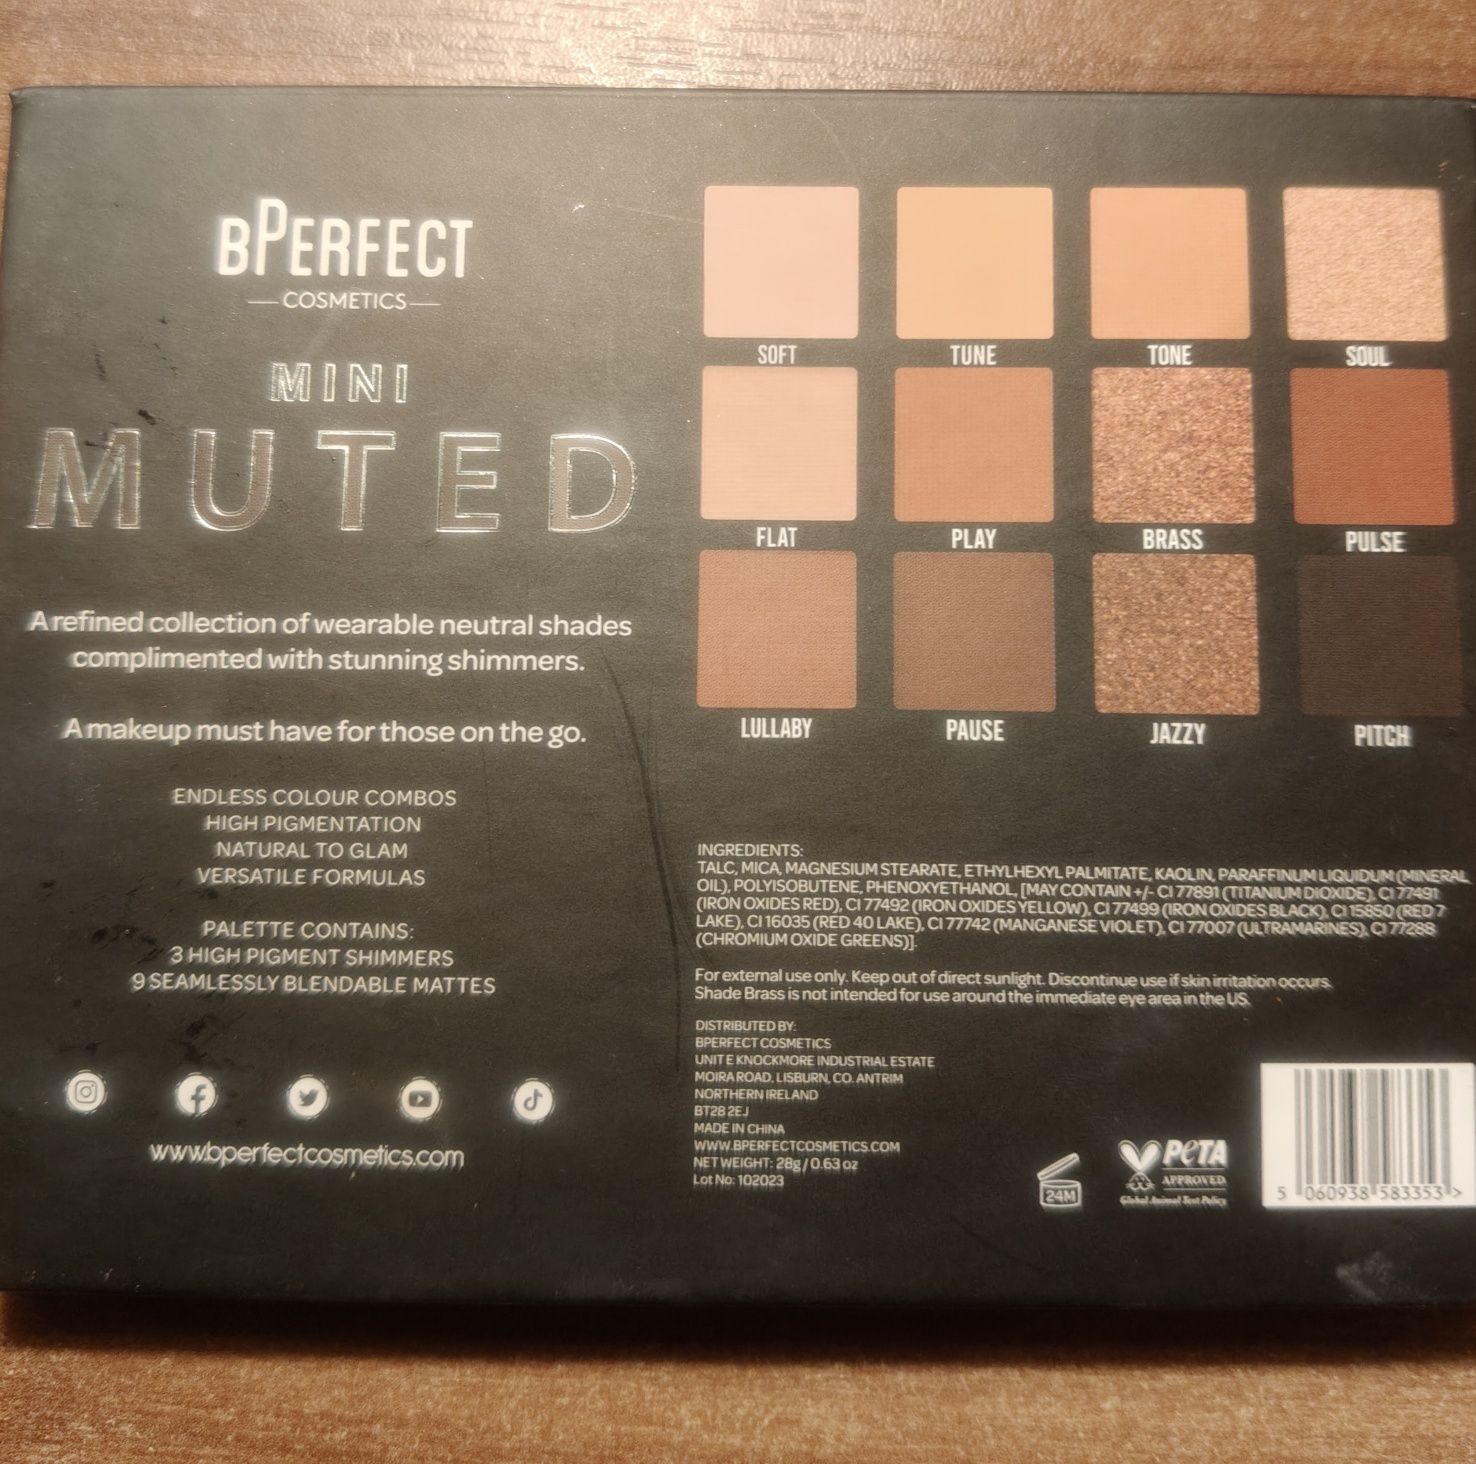 BPERFECT
COSMETICS
MINI
MUTED
A refined collection of wearable neutral shades
complimented with stunning shimmers.
A makeup must have for those on the go.
ENDLESS COLOUR COMBOS
HIGH PIGMENTATION
NATURAL TO GLAM
VERSATILE FORMULAS
PALETTE CONTAINS:
3 HIGH PIGMENT SHIMMERS
9 SEAMLESSLY BLENDABLE MATTES
www.bperfectcosmetics.com
SOFT TUNE TONE SOUL
FLAT PLAY BRASS PULSE
LULLABY PAUSE JAZZY PITCH
INGREDIENTS:
TALC, MICA, MAGNESIUM STEARATE, ETHYLHEXYL PALMITATE, KAOLIN, PARAFFINUM LIQUIDUM (MINERAL
OIL), POLYISOBUTENE, PHENOXYETHANOL, [MAY CONTAIN +/- CI 77891 (TITANIUM DIOXIDE), CI 77491
(IRON OXIDES RED), CI 77492 (IRON OXIDES YELLOW), CI 77499 (IRON OXIDES BLACK), CI 15850 (RED 7
LAKE), CI 16035 (RED 40 LAKE), CI 77742 (MANGANESE VIOLET), CI 77007 (ULTRAMARINES), CI 77288
(CHROMIUM OXIDE GREENS)].
For external use only. Keep out of direct sunlight. Discontinue use if skin irritation occurs.
Shade Brass is not intended for use around the immediate eye area in the US.
DISTRIBUTED BY:
BPERFECT COSMETICS
UNIT E KNOCKMORE INDUSTRIAL ESTATE
MOIRA ROAD, LISBURN, CO. ANTRIM
NORTHERN IRELAND
BT28 2EJ
MADE IN CHINA
WWW.BPERFECTCOSMETICS.COM
NET WEIGHT: 28g / 0.63 oz
Lot No: 102023
24M
PETA
APPROVED
Global Animal Test Policy
5 060938 583353 >